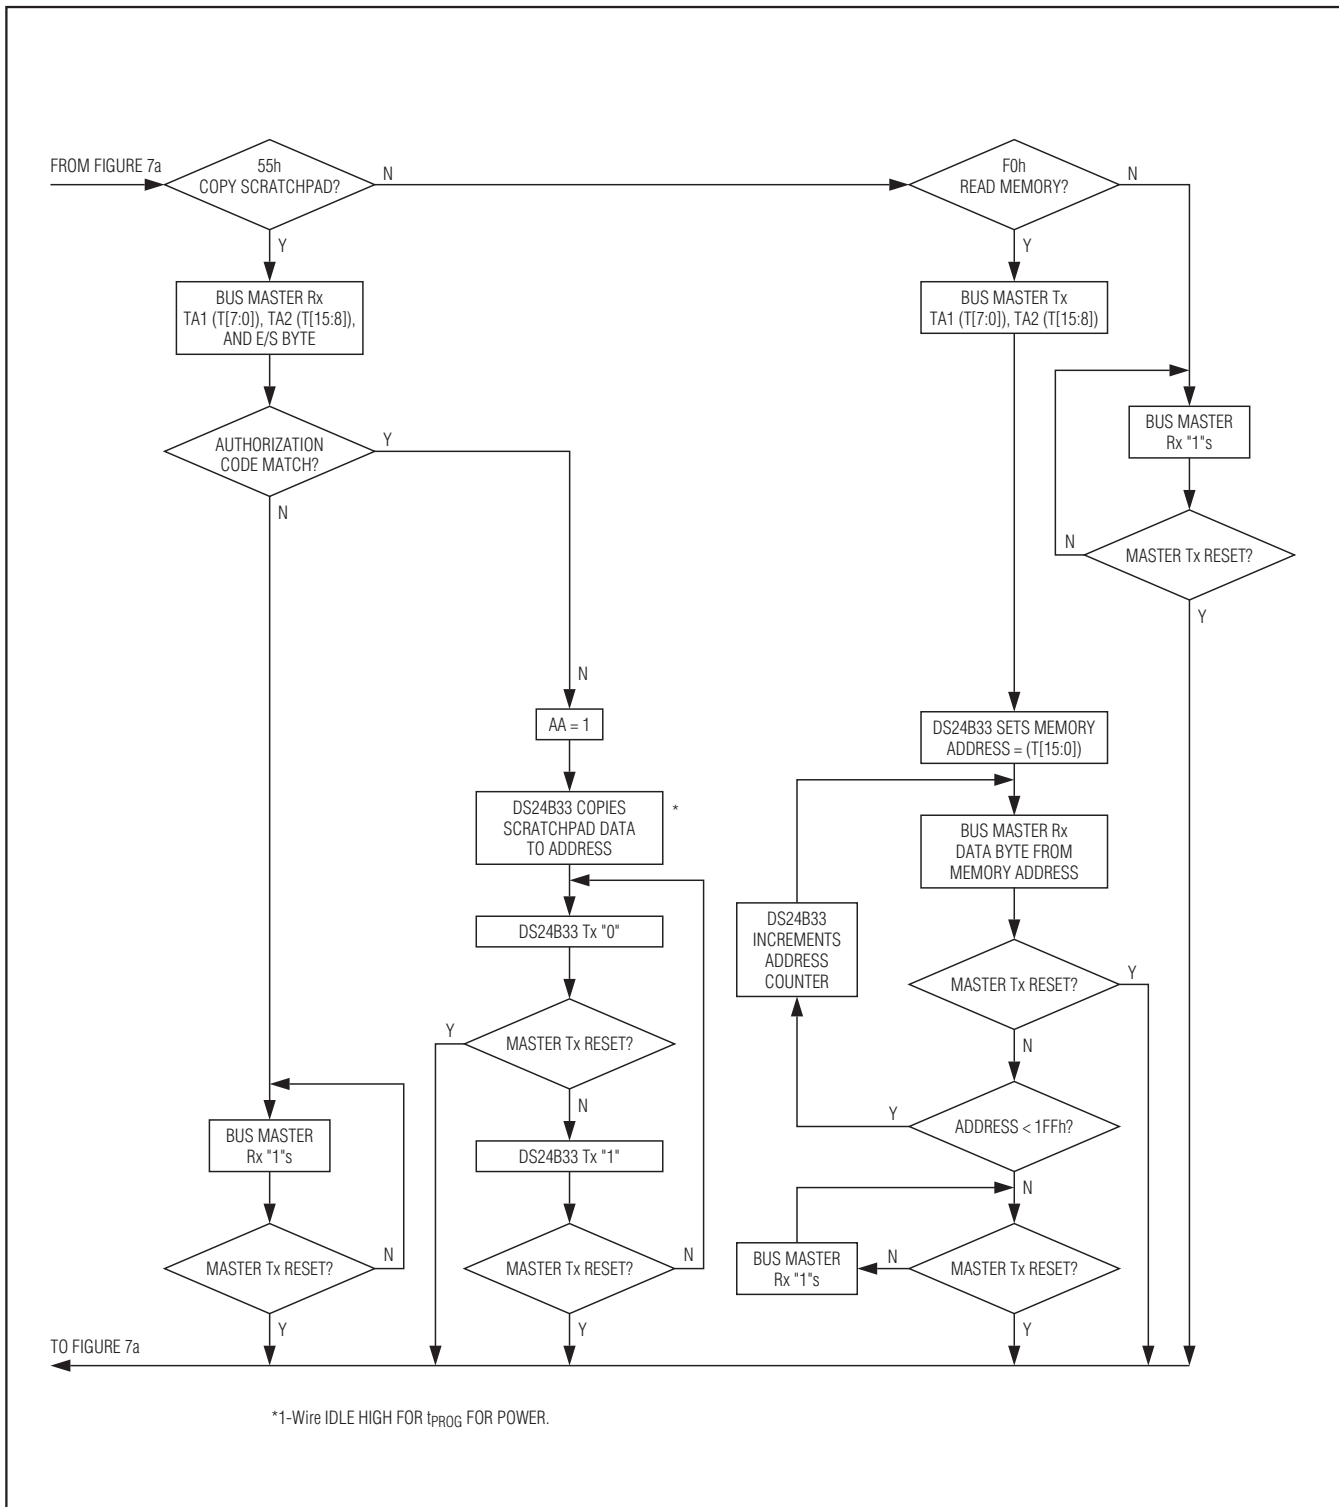 FROM FIGURE 7a
55h
COPY SCRATCHPAD?
N
F0h
READ MEMORY?
N
Y
Y
BUS MASTER Rx
TA1 (T[7:0]), TA2 (T[15:8]),
AND E/S BYTE
BUS MASTER Tx
TA1 (T[7:0]), TA2 (T[15:8])
AUTHORIZATION
CODE MATCH?
Y
N
BUS MASTER
Rx "1"s
MASTER Tx RESET?
N
Y
N
AA = 1
DS24B33 COPIES
SCRATCHPAD DATA
TO ADDRESS
*
DS24B33 Tx "0"
MASTER Tx RESET?
Y
N
DS24B33 Tx "1"
MASTER Tx RESET?
N
Y
BUS MASTER
Rx "1"s
MASTER Tx RESET?
N
Y
DS24B33 SETS MEMORY
ADDRESS = (T[15:0])
BUS MASTER Rx
DATA BYTE FROM
MEMORY ADDRESS
DS24B33
INCREMENTS
ADDRESS
COUNTER
MASTER Tx RESET?
Y
N
ADDRESS < 1FFh?
Y
N
BUS MASTER
Rx "1"s
N
MASTER Tx RESET?
Y
TO FIGURE 7a
*1-Wire IDLE HIGH FOR tPROG FOR POWER.